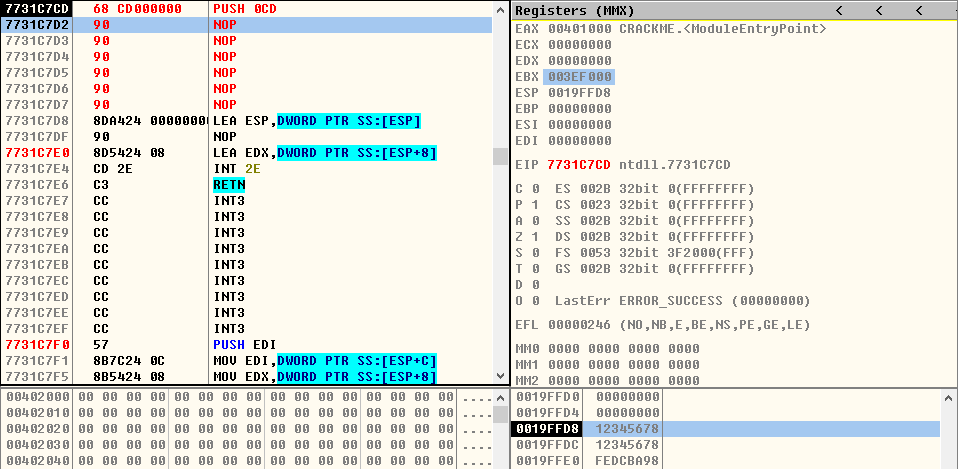 7731C7CD 68 CD000000 PUSH 0CD
7731C7D2 90 NOP
7731C7D3 90 NOP
7731C7D4 90 NOP
7731C7D5 90 NOP
7731C7D6 90 NOP
7731C7D7 90 NOP
7731C7D8 8DA424 00000000 LEA ESP,DWORD PTR SS:[ESP]
7731C7DF 90 NOP
7731C7E0 8D5424 08 LEA EDX,DWORD PTR SS:[ESP+8]
7731C7E4 CD 2E INT 2E
7731C7E6 C3 RETN
7731C7E7 CC INT3
7731C7E8 CC INT3
7731C7E9 CC INT3
7731C7EA CC INT3
7731C7EB CC INT3
7731C7EC CC INT3
7731C7ED CC INT3
7731C7EE CC INT3
7731C7EF CC INT3
7731C7F0 57 PUSH EDI
7731C7F1 8B7C24 0C MOV EDI,DWORD PTR SS:[ESP+C]
7731C7F5 8B5424 08 MOV EDX,DWORD PTR SS:[ESP+8]
Registers (MMX) < < <
EAX 00401000 CRACKME.<ModuleEntryPoint>
ECX 00000000
EDX 00000000
EBX 003EF000
ESP 0019FFD8
EBP 00000000
ESI 00000000
EDI 00000000
EIP 7731C7CD ntdll.7731C7CD
C 0 ES 002B 32bit 0(FFFFFFFF)
P 1 CS 0023 32bit 0(FFFFFFFF)
A 0 SS 002B 32bit 0(FFFFFFFF)
Z 1 DS 002B 32bit 0(FFFFFFFF)
S 0 FS 0053 32bit 3F2000(FFF)
T 0 GS 002B 32bit 0(FFFFFFFF)
D 0
O 0 LastErr ERROR_SUCCESS (00000000)
EFL 00000246 (NO,NB,E,BE,NS,PE,GE,LE)
MM0 0000 0000 0000 0000
MM1 0000 0000 0000 0000
MM2 0000 0000 0000 0000
00402000 00 00 00 00 00 00 00 00 00 00 00 00 00 00 00 00 ....
00402010 00 00 00 00 00 00 00 00 00 00 00 00 00 00 00 00 ....
00402020 00 00 00 00 00 00 00 00 00 00 00 00 00 00 00 00 ....
00402030 00 00 00 00 00 00 00 00 00 00 00 00 00 00 00 00 ....
00402040 00 00 00 00 00 00 00 00 00 00 00 00 00 00 00 00 ....
0019FFD0 00000000
0019FFD4 00000000
0019FFD8 12345678
0019FFDC 12345678
0019FFE0 FEDCBA98